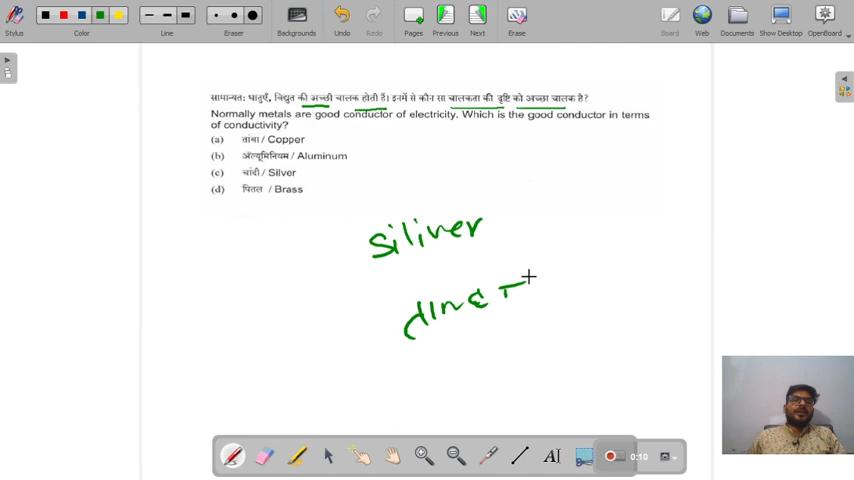 Stylus
Color
Line
Eraser
Backgrounds
Undo
Redo
Pages
Previous
Next
Erase
Board
Web
Documents
Show Desktop
OpenBoard
सामान्यत: धातुएँ, विद्युत की अच्छी चालक होती हैं। इनमें से कौन सा चालकता की दृष्टि को अच्छा चालक है?
Normally metals are good conductor of electricity. Which is the good conductor in terms
of conductivity?
(a) तांबा / Copper
(b) अॅल्यूमिनियम / Aluminum
(c) चांदी / Silver
(d) पितल / Brass
Siliver
0:10